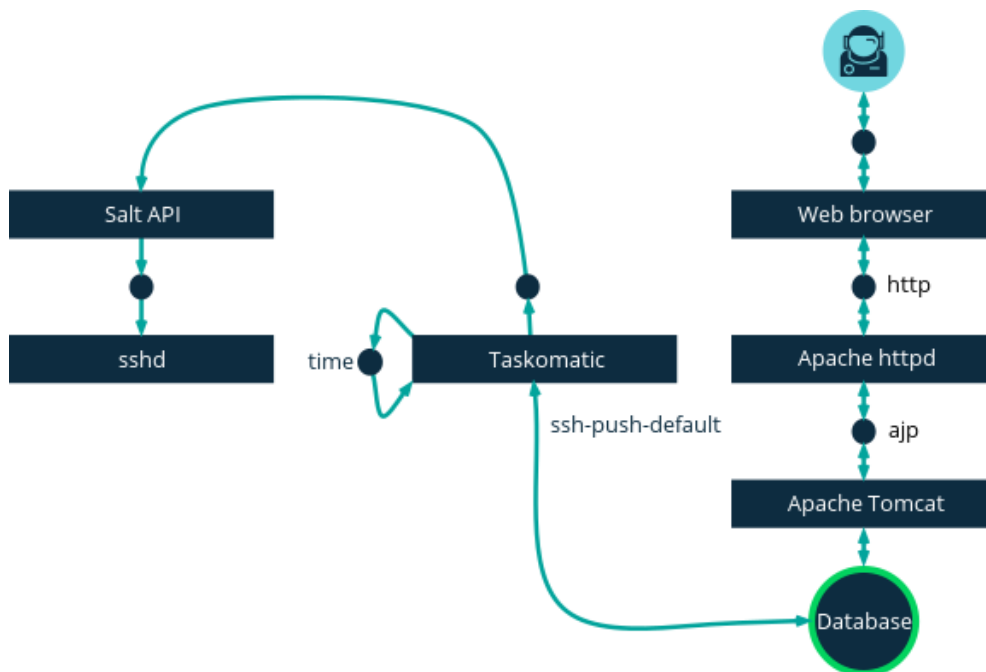 Salt API
Web browser
http
sshd
time
Taskomatic
Apache httpd
ssh-push-default
ajp
Apache Tomcat
Database